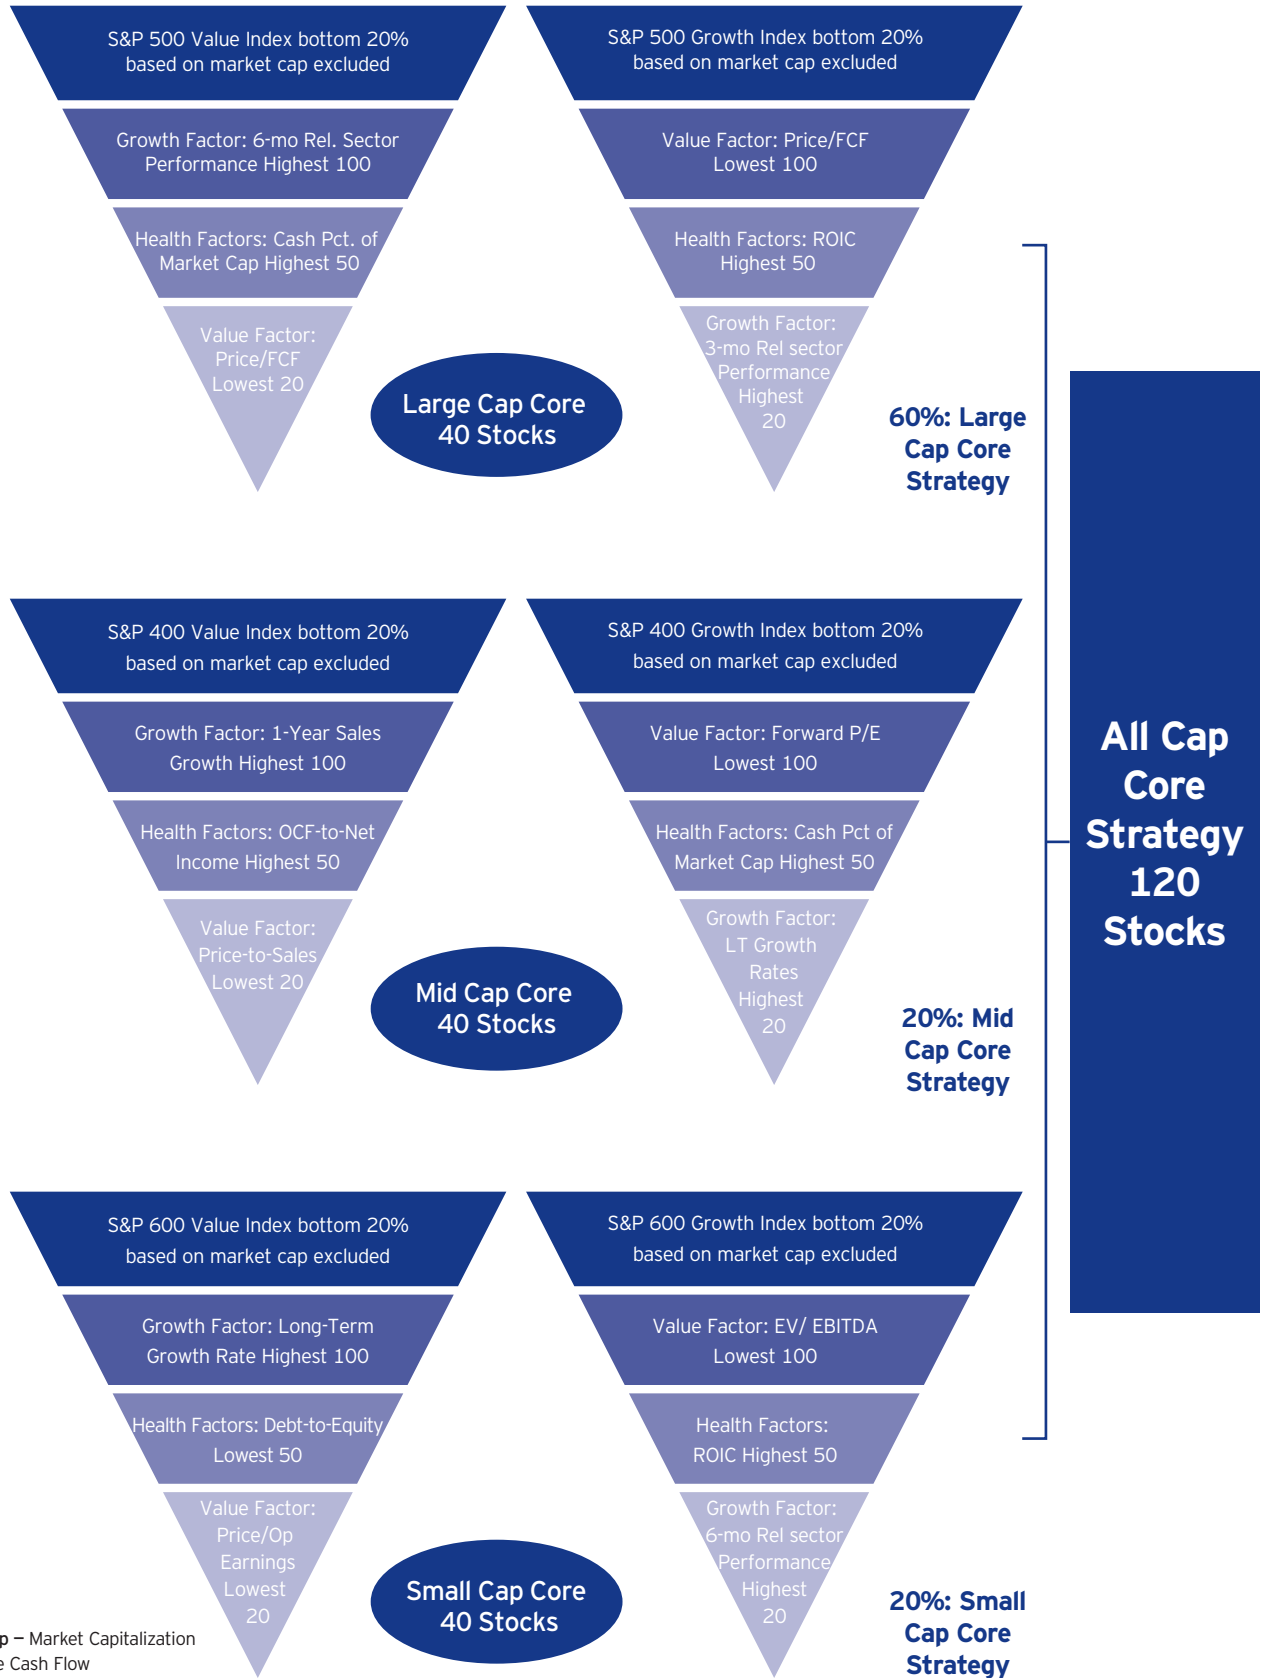 S&P 500 Value Index bottom 20%
based on market cap excluded
Growth Factor: 6-mo Rel. Sector
Performance Highest 100
Health Factors: Cash Pct. of
Market Cap Highest 50
Value Factor:
Price/FCF
Lowest 20
S&P 500 Growth Index bottom 20%
based on market cap excluded
Value Factor: Price/FCF
Lowest 100
Health Factors: ROIC
Highest 50
Growth Factor:
3-mo Rel sector
Performance
Highest
20
Large Cap Core
40 Stocks
60%: Large
Cap Core
Strategy
S&P 400 Value Index bottom 20%
based on market cap excluded
Growth Factor: 1-Year Sales
Growth Highest 100
Health Factors: OCF-to-Net
Income Highest 50
Value Factor:
Price-to-Sales
Lowest 20
S&P 400 Growth Index bottom 20%
based on market cap excluded
Value Factor: Forward P/E
Lowest 100
Health Factors: Cash Pct of
Market Cap Highest 50
Growth Factor:
LT Growth
Rates
Highest
20
Mid Cap Core
40 Stocks
20%: Mid
Cap Core
Strategy
All Cap
Core
Strategy
120
Stocks
S&P 600 Value Index bottom 20%
based on market cap excluded
Growth Factor: Long-Term
Growth Rate Highest 100
Health Factors: Debt-to-Equity
Lowest 50
Value Factor:
Price/Op
Earnings
Lowest
20
S&P 600 Growth Index bottom 20%
based on market cap excluded
Value Factor: EV/ EBITDA
Lowest 100
Health Factors:
ROIC Highest 50
Growth Factor:
6-mo Rel sector
Performance
Highest
20
Small Cap Core
40 Stocks
20%: Small
Cap Core
Strategy
p – Market Capitalization
e Cash Flow